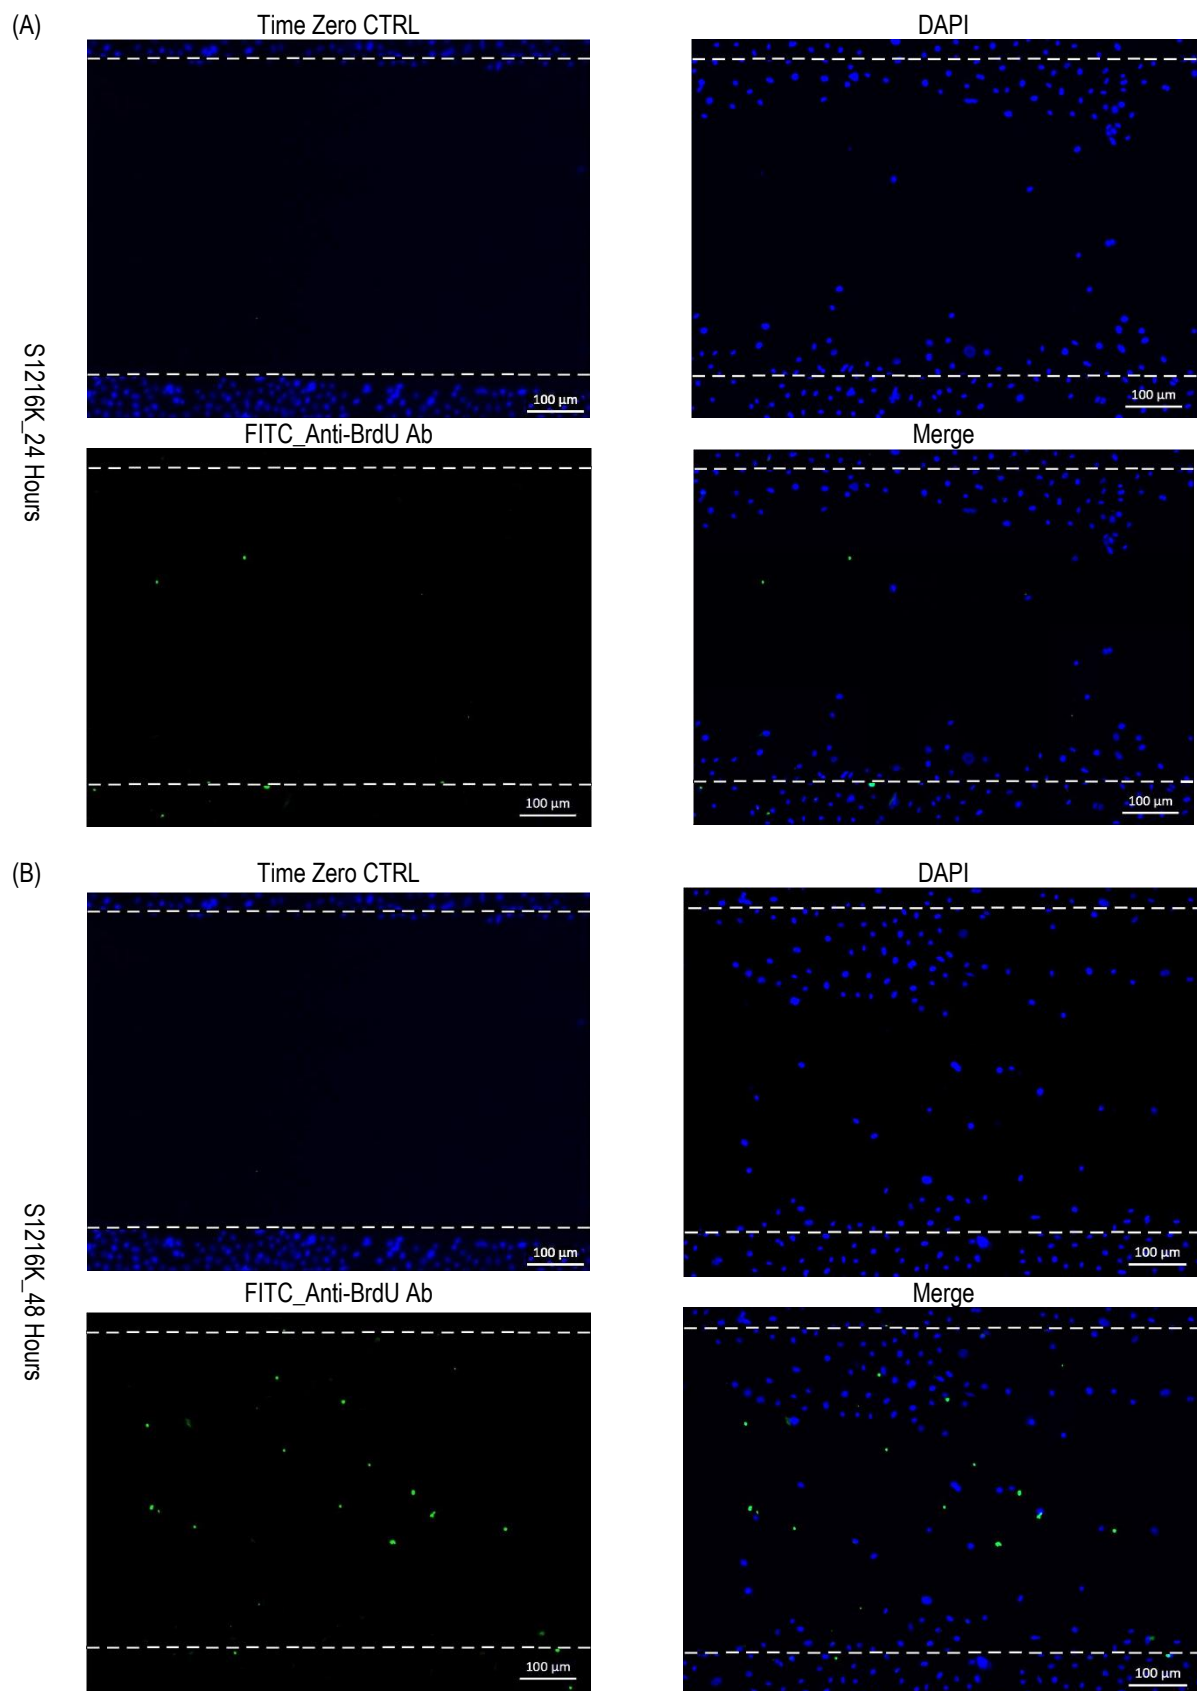 (A)
Time Zero CTRL
DAPI
100 µm
100 µm
S1216K_24 Hours
FITC_Anti-BrdU Ab
Merge
100 µm
100 µm
(B)
Time Zero CTRL
DAPI
100 µm
100 µm
S1216K_48 Hours
FITC_Anti-BrdU Ab
Merge
100 µm
100 µm